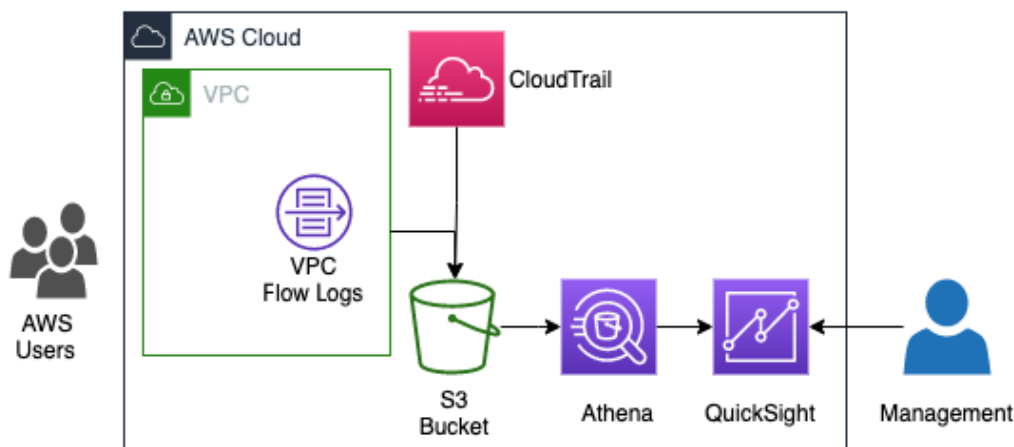 AWS Cloud
VPC
CloudTrail
VPC
Flow Logs
AWS
Users
S3
Bucket
Athena
QuickSight
Management